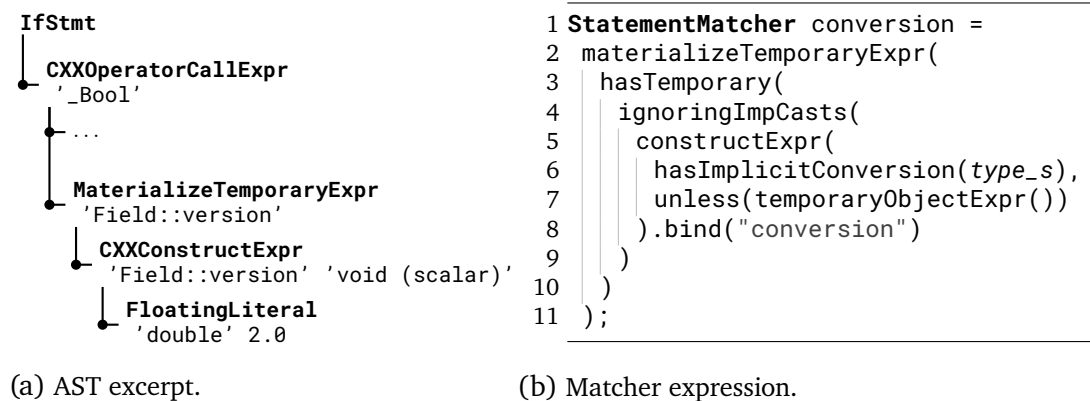 IfStmt
CXXOperatorCallExpr
'_Bool'
...
MaterializeTemporaryExpr
'Field::version'
CXXConstructExpr
'Field::version' 'void (scalar)'
FloatingLiteral
'double' 2.0
(a) AST excerpt.
1 StatementMatcher conversion =
2 materializeTemporaryExpr(
3 hasTemporary(
4 ignoringImpCasts(
5 constructExpr(
6 hasImplicitConversion(type_s),
7 unless(temporaryObjectExpr())
8 ).bind("conversion")
9 )
10 )
11 );
(b) Matcher expression.